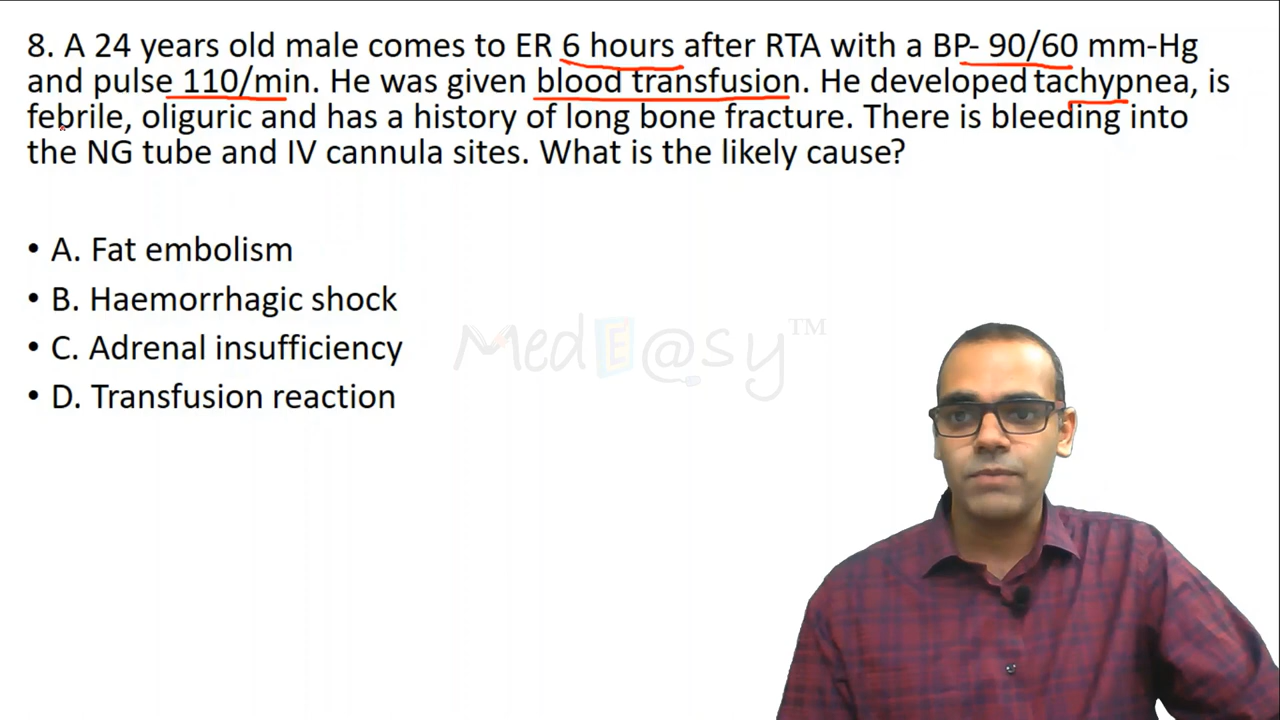 8. A 24 years old male comes to ER 6 hours after RTA with a BP- 90/60 mm-Hg
and pulse 110/min. He was given blood transfusion. He developed tachypnea, is
febrile, oliguric and has a history of long bone fracture. There is bleeding into
the NG tube and IV cannula sites. What is the likely cause?
• A. Fat embolism
• B. Haemorrhagic shock
• C. Adrenal insufficiency
• D. Transfusion reaction
MedE@sy™